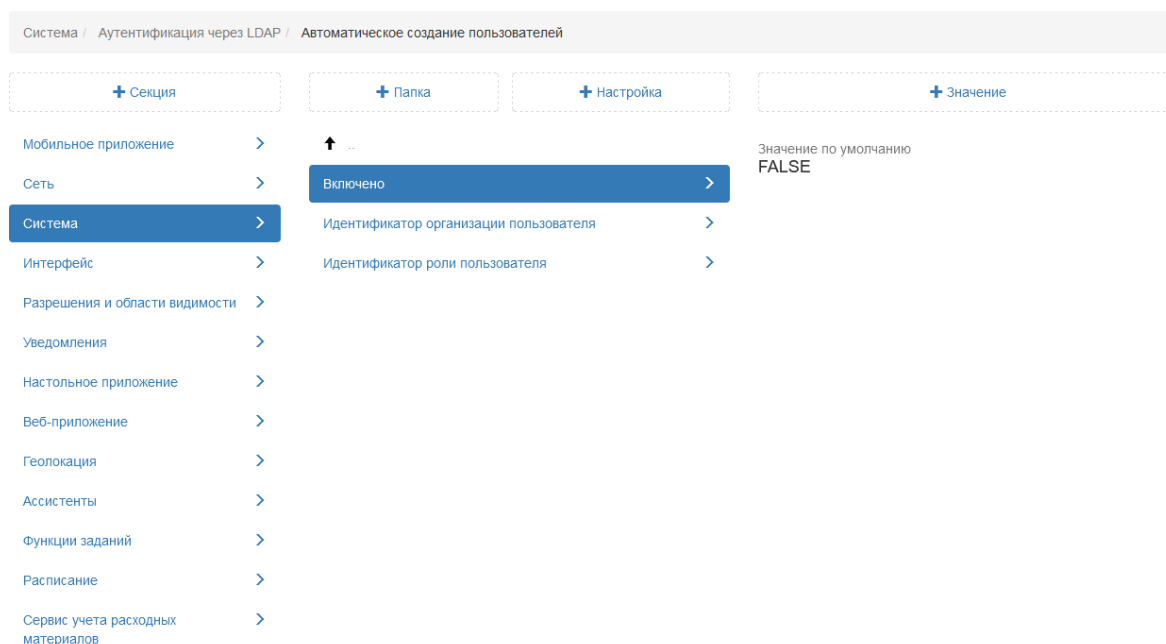 Система / Аутентификация через LDAP / Автоматическое создание пользователей
+ Секция
+ Папка
+ Настройка
+ Значение
Мобильное приложение
Сеть
Система
Интерфейс
Разрешения и области видимости
Уведомления
Настольное приложение
Веб-приложение
Геолокация
Ассистенты
Функции заданий
Расписание
Сервис учета расходных
материалов
..
Включено
Идентификатор организации пользователя
Идентификатор роли пользователя
Значение по умолчанию
FALSE